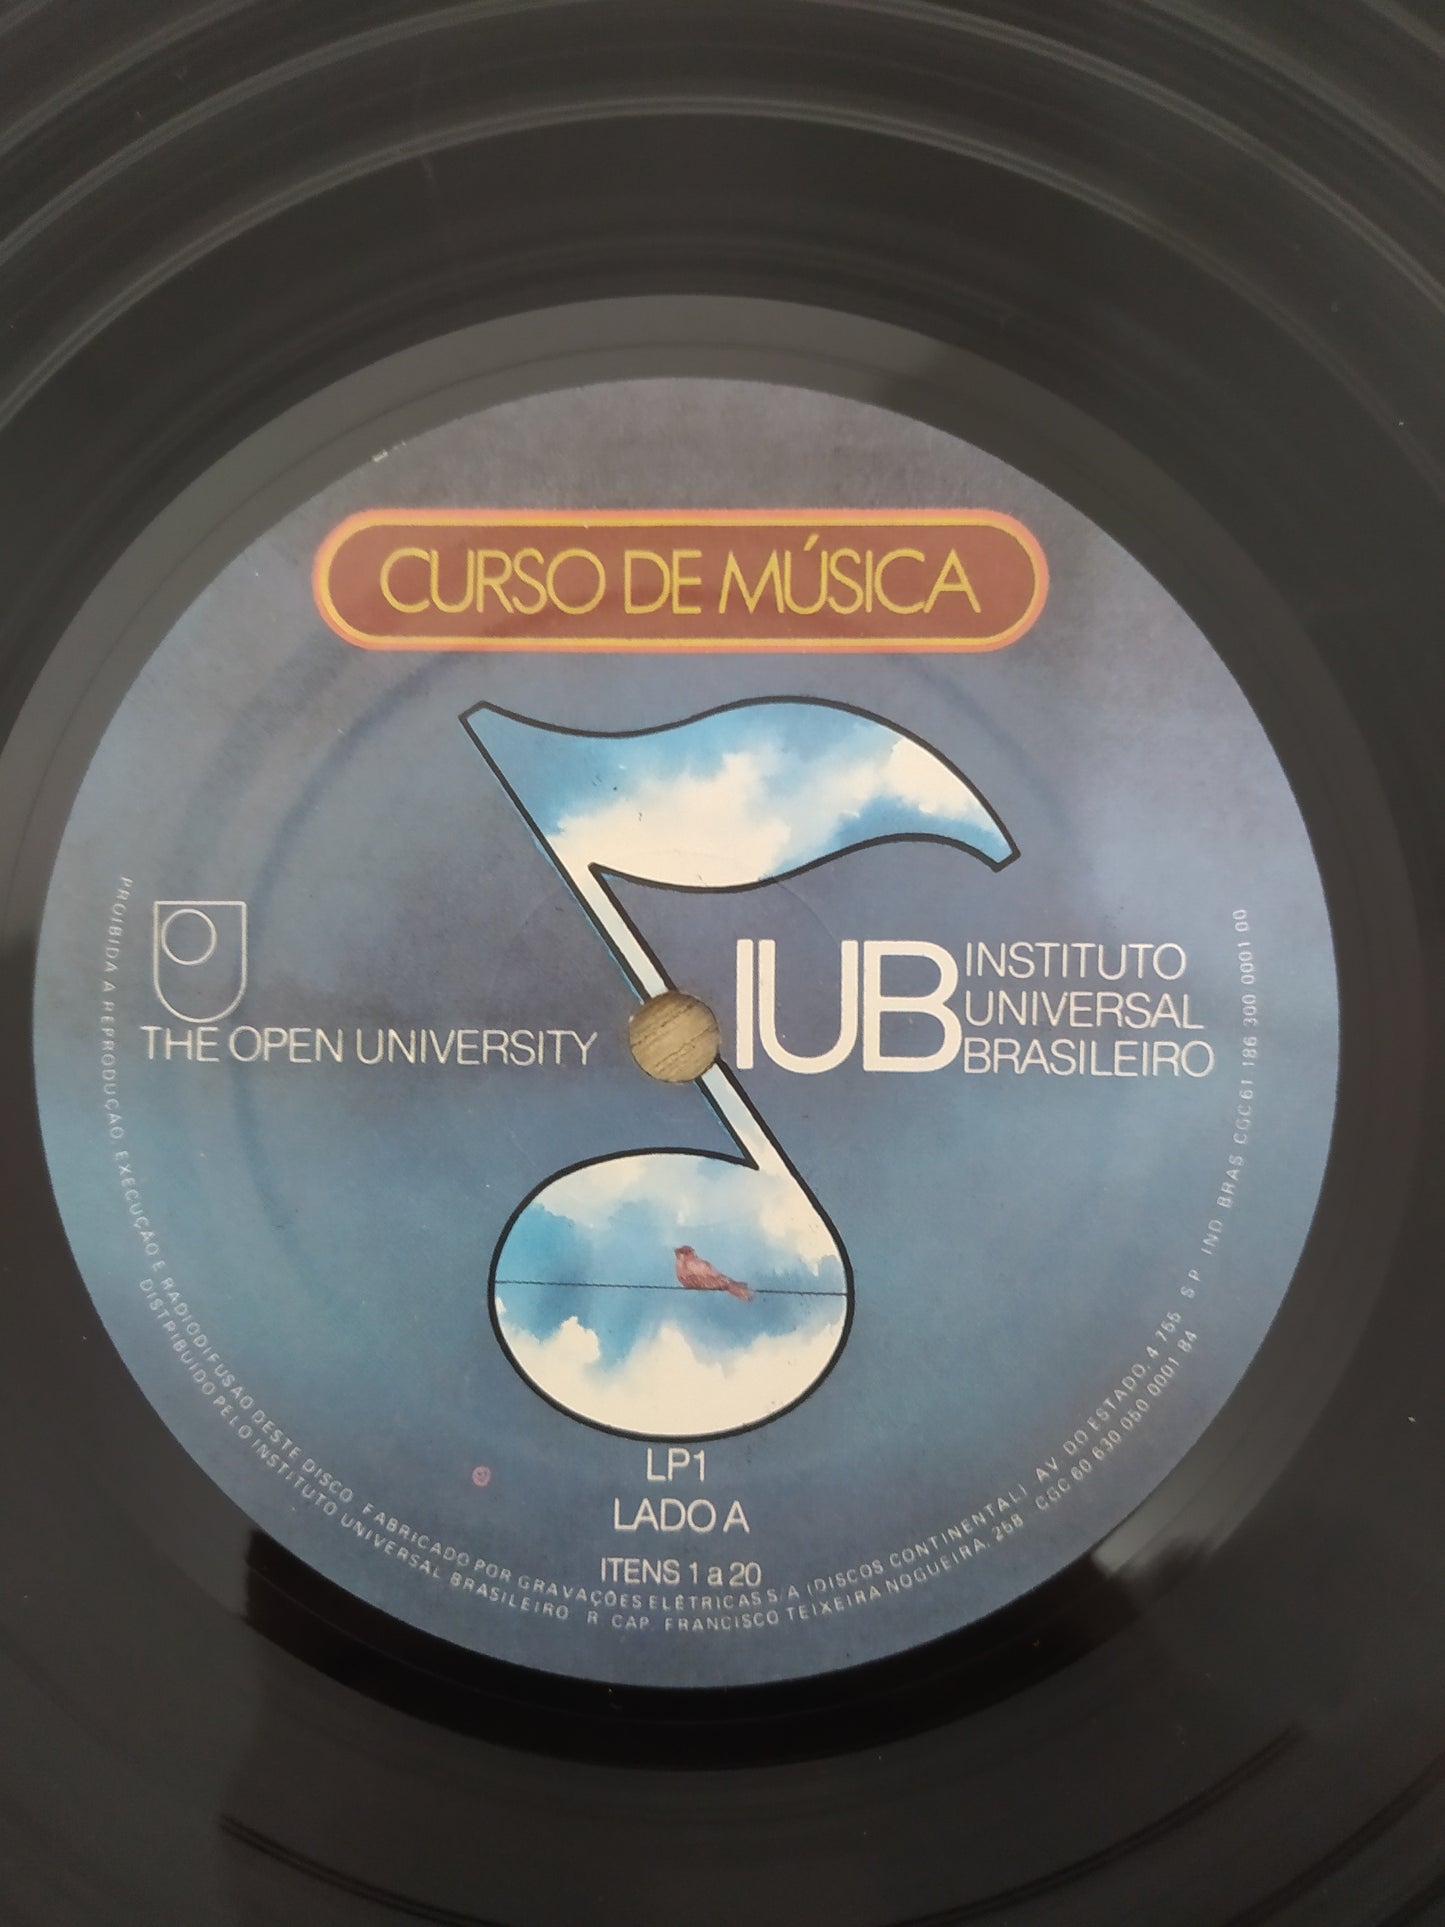 CURSO DE MÚSICA
THE OPEN UNIVERSITY
IUB
INSTITUTO
UNIVERSAL
BRASILEIRO
LP1
LADO A
ITENS 1 a 20
PROIBIDA A REPRODUÇÃO EXECUÇÃO E RADIODIFUSÃO DESTE DISCO. FABRICADO POR GRAVAÇÕES ELÉTRICAS S/A (DISCOS CONTINENTAL) AV. DO ESTADO, 4 755 S.P. IND BRAS CGC 61 186 300 0001 00
DISTRIBUÍDO PELO INSTITUTO UNIVERSAL BRASILEIRO R CAP. FRANCISCO TEIXEIRA NOGUEIRA, 258 CGC 60 630 050 0001 84